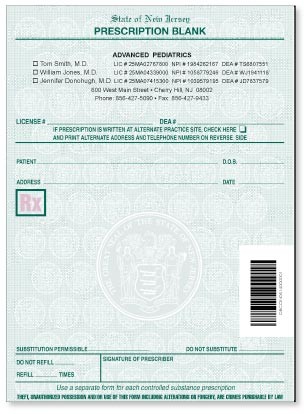 State of New Jersey
PRESCRIPTION BLANK
ADVANCED PEDIATRICS
Tom Smith, M.D. LIC # 25MA02767600 NPI # 1984262167 DEA # TS6807551
William Jones, M.D. LIC # 25MA04339000 NPI # 1058779246 DEA # WJ1941116
Jennifer Donohugh, M.D. LIC # 25MA07415300 NPI # 1003579195 DEA # JD7637579
600 West Main Street • Cherry Hill, NJ 08002
Phone: 856-427-5090 • Fax: 856-427-9433
LICENSE # DEA #
IF PRESCRIPTION IS WRITTEN AT ALTERNATE PRACTICE SITE, CHECK HERE
AND PRINT ALTERNATE ADDRESS AND TELEPHONE NUMBER ON REVERSE SIDE
PATIENT D.O.B.
ADDRESS DATE
Rx
SUBSTITUTION PERMISSIBLE DO NOT SUBSTITUTE
DO NOT REFILL SIGNATURE OF PRESCRIBER
REFILL TIMES
Use a separate form for each controlled substance prescription
THEFT, UNAUTHORIZED POSSESSION AND/OR USE OF THIS FORM INCLUDING ALTERATIONS OR FORGERY, ARE CRIMES PUNISHABLE BY LAW